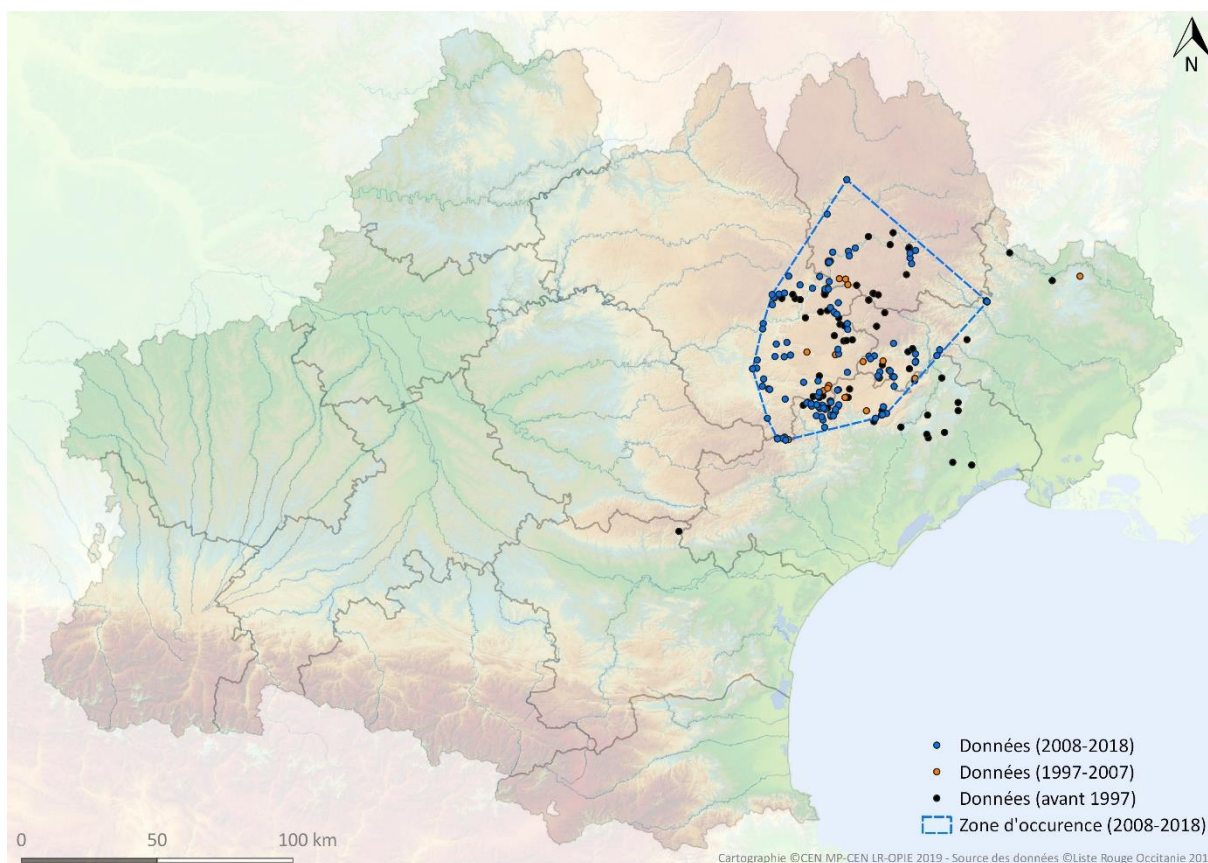 N
Données (2008-2018)
Données (1997-2007)
Données (avant 1997)
Zone d'occurence (2008-2018)
0 50 100 km
Cartographie ©CEN MP-CEN LR-OPIE 2019 - Source des données ©Liste Rouge Occitanie 201